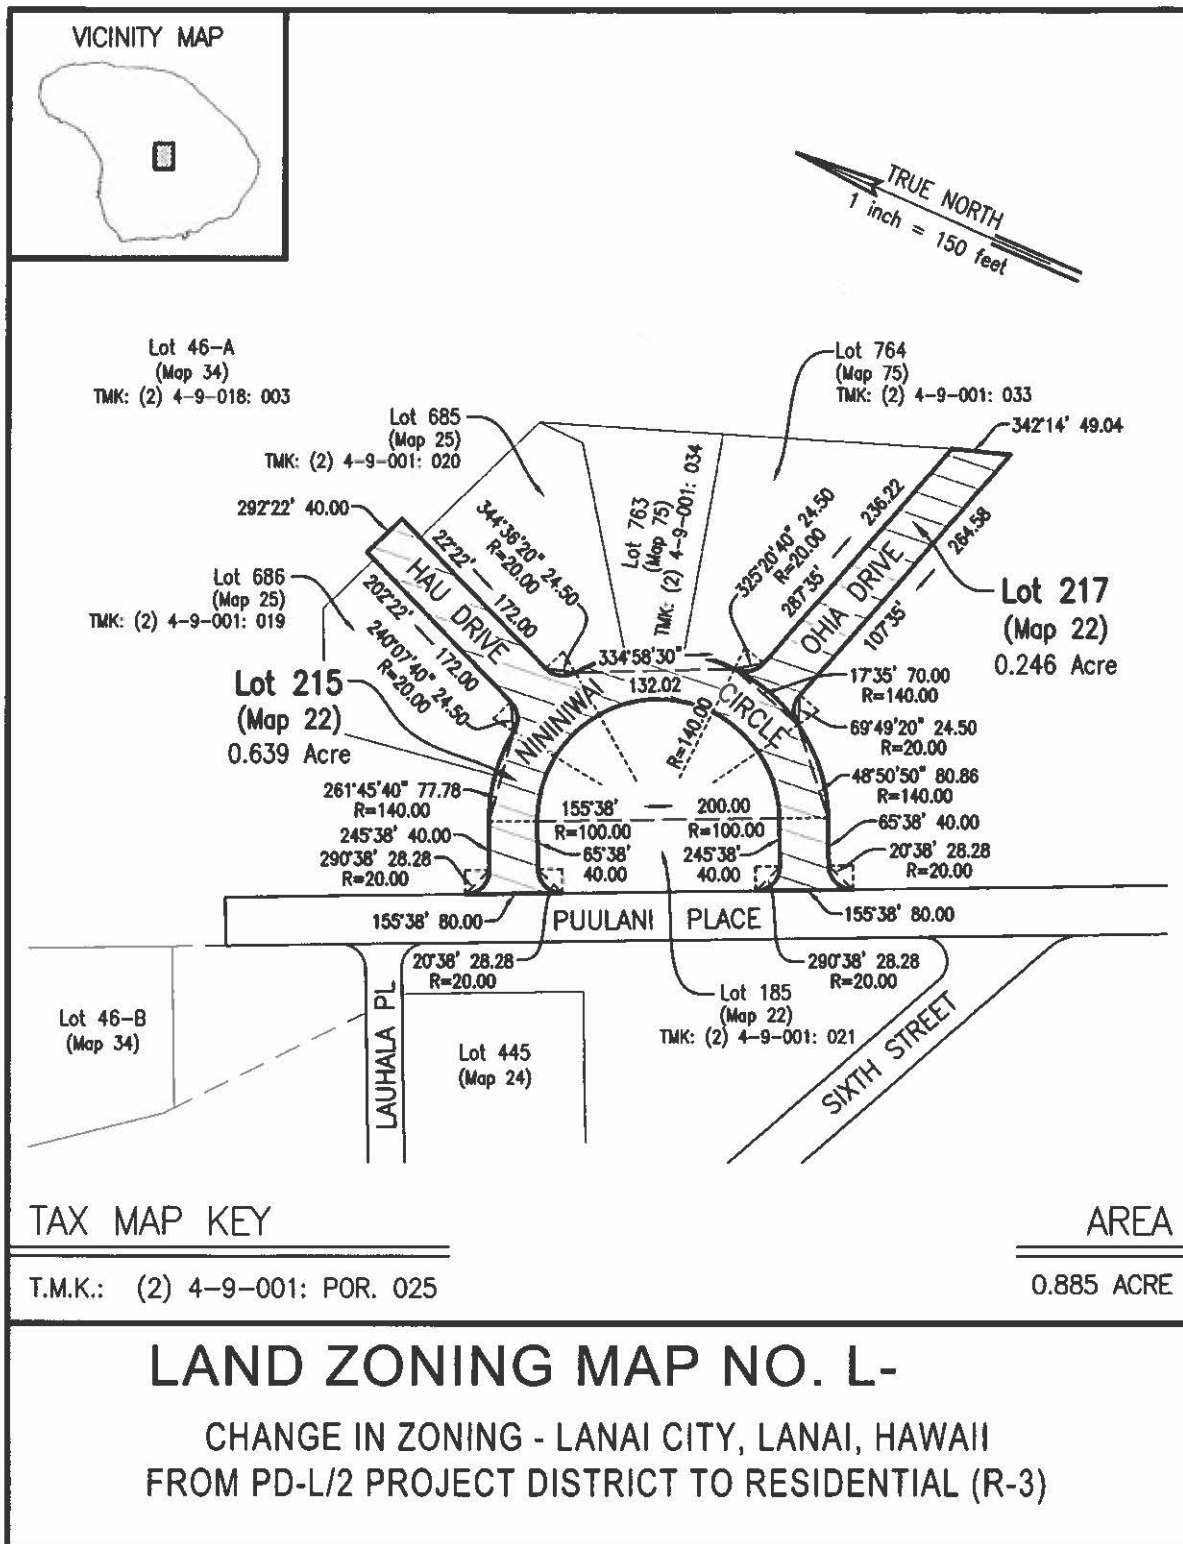 VICINITY MAP
TRUE NORTH
1 inch = 150 feet
Lot 46-A
(Map 34)
TMK: (2) 4-9-018: 003
Lot 764
(Map 75)
TMK: (2) 4-9-001: 033
342°14' 49.04
Lot 685
(Map 25)
TMK: (2) 4-9-001: 020
292°22' 40.00
Lot 763
(Map 75)
TMK: (2) 4-9-001: 034
344°36'20" 24.50
R=20.00
22°22' — 172.00
HAU DRIVE
202°22' — 172.00
240°07'40" 24.50
R=20.00
325°20'40" 24.50
R=20.00
287°35' — 236.22
OHIA DRIVE
107°35' — 264.58
Lot 686
(Map 25)
TMK: (2) 4-9-001: 019
Lot 217
(Map 22)
0.246 Acre
Lot 215
(Map 22)
0.639 Acre
334°58'30"
132.02
NININIWAI
CIRCLE
R=140.00
17°35' 70.00
R=140.00
69°49'20" 24.50
R=20.00
48°50'50" 80.86
R=140.00
65°38' 40.00
20°38' 28.28
R=20.00
261°45'40" 77.78
R=140.00
245°38' 40.00
290°38' 28.28
R=20.00
155°38' — 200.00
R=100.00 R=100.00
65°38'
40.00
245°38'
40.00
155°38' 80.00
PUULANI PLACE
155°38' 80.00
20°38' 28.28
R=20.00
290°38' 28.28
R=20.00
Lot 185
(Map 22)
TMK: (2) 4-9-001: 021
Lot 46-B
(Map 34)
LAUHALA PL
Lot 445
(Map 24)
SIXTH STREET
TAX MAP KEY
AREA
T.M.K.: (2) 4-9-001: POR. 025
0.885 ACRE
LAND ZONING MAP NO. L-
CHANGE IN ZONING - LANAI CITY, LANAI, HAWAII
FROM PD-L/2 PROJECT DISTRICT TO RESIDENTIAL (R-3)